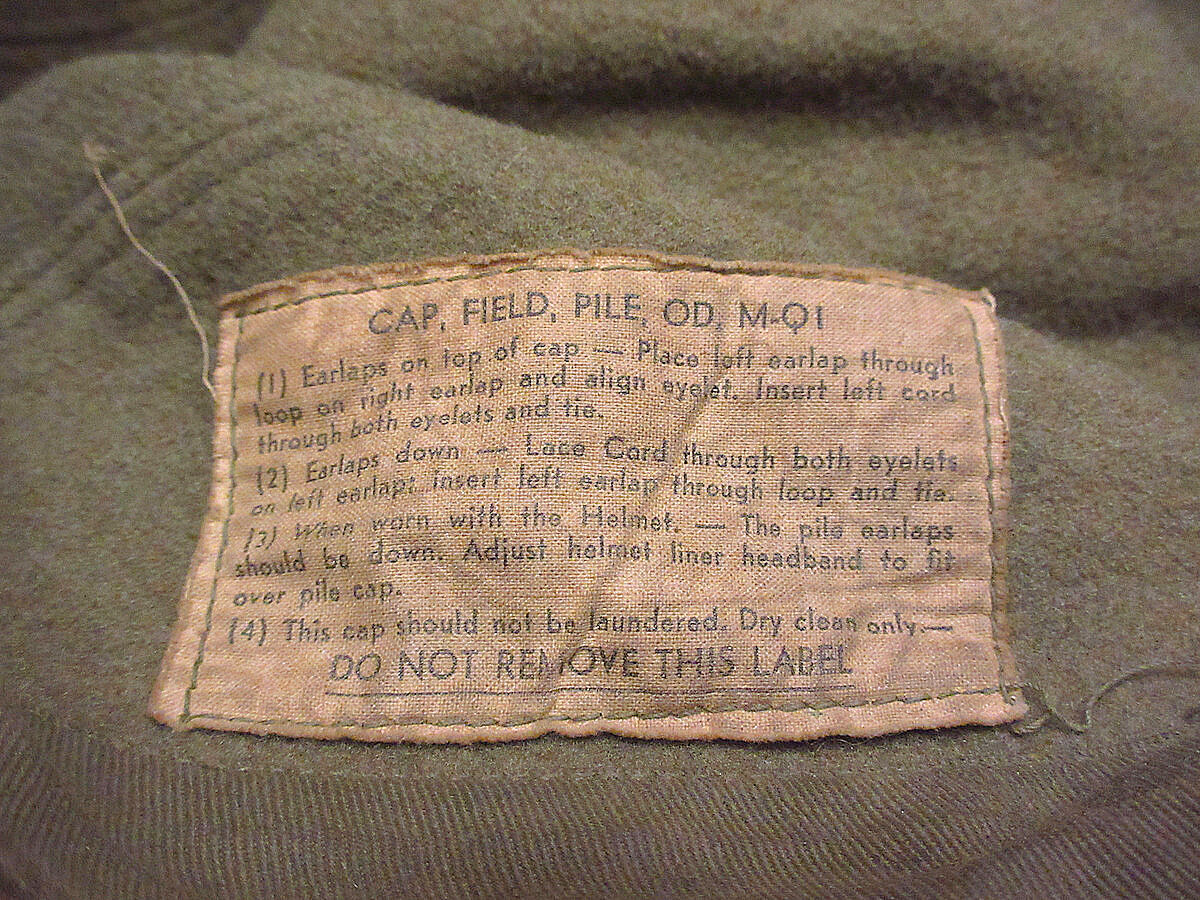 CAP, FIELD, PILE, OD, M-Q1
(1) Earlaps on top of cap — Place left earlap through
loop on right earlap and align eyelet. Insert left cord
through both eyelets and tie.
(2) Earlaps down — Lace Cord through both eyelets
on left earlap: insert left earlap through loop and tie.
(3) When worn with the Helmet. — The pile earlaps
should be down. Adjust helmet liner headband to fit
over pile cap.
(4) This cap should not be laundered. Dry clean only.—
DO NOT REMOVE THIS LABEL